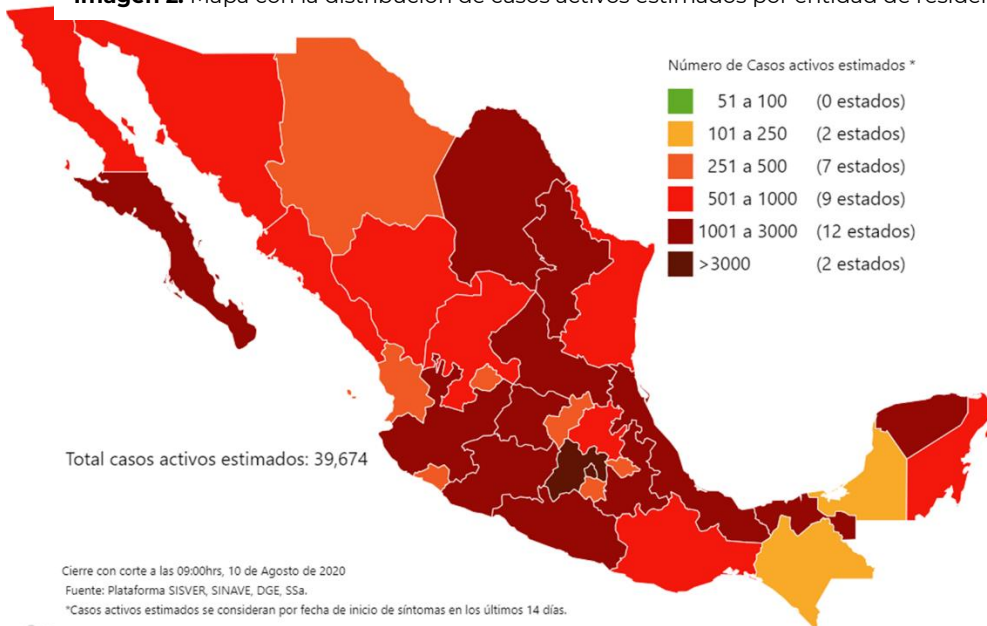 Imagen 2. Mapa con la distribución de casos activos estimados por entidad de
Número de Casos activos estimados *
51 a 100 (0 estados)
101 a 250 (2 estados)
251 a 500 (7 estados)
501 a 1000 (9 estados)
1001 a 3000 (12 estados)
>3000 (2 estados)
Total casos activos estimados: 39,674
Cierre con corte a las 09:00hrs, 10 de Agosto de 2020
Fuente: Plataforma SISVER, SINAVE, DGE, SSa.
*Casos activos estimados se consideran por fecha de inicio de síntomas en los últimos 14 días.